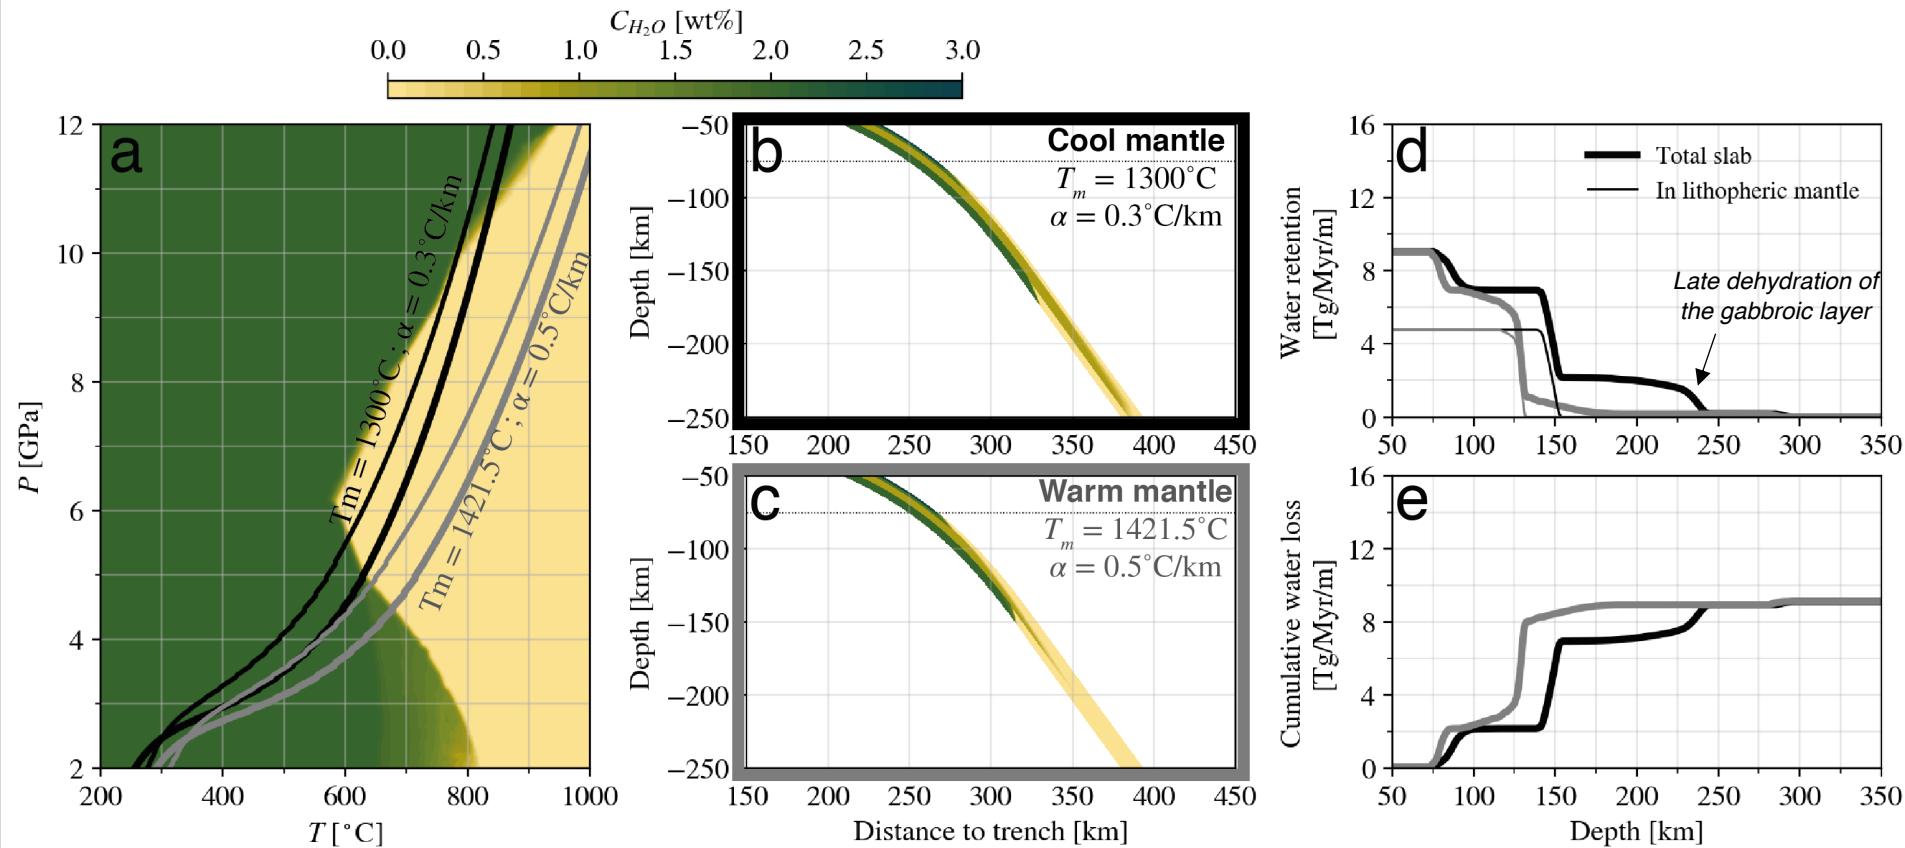 C_{H_2O} [wt%]
0.0 0.5 1.0 1.5 2.0 2.5 3.0
a
12
10
8
6
4
2
P [GPa]
200 400 600 800 1000
T [°C]
Tm = 1300°C ; α = 0.3°C/km
Tm = 1421.5°C ; α = 0.5°C/km
b
Cool mantle
T_m = 1300°C
α = 0.3°C/km
−50
−100
−150
−200
−250
Depth [km]
150 200 250 300 350 400 450
c
Warm mantle
T_m = 1421.5°C
α = 0.5°C/km
−50
−100
−150
−200
−250
Depth [km]
150 200 250 300 350 400 450
Distance to trench [km]
d
Total slab
In lithopheric mantle
Late dehydration of
the gabbroic layer
16
12
8
4
0
Water retention
[Tg/Myr/m]
50 100 150 200 250 300 350
e
16
12
8
4
0
Cumulative water loss
[Tg/Myr/m]
50 100 150 200 250 300 350
Depth [km]